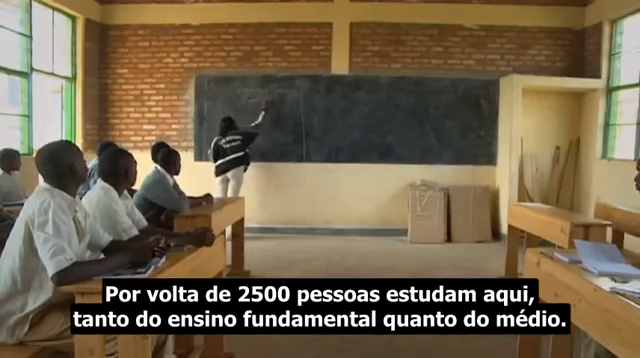 Por volta de 2500 pessoas estudam aqui,
tanto do ensino fundamental quanto do médio.